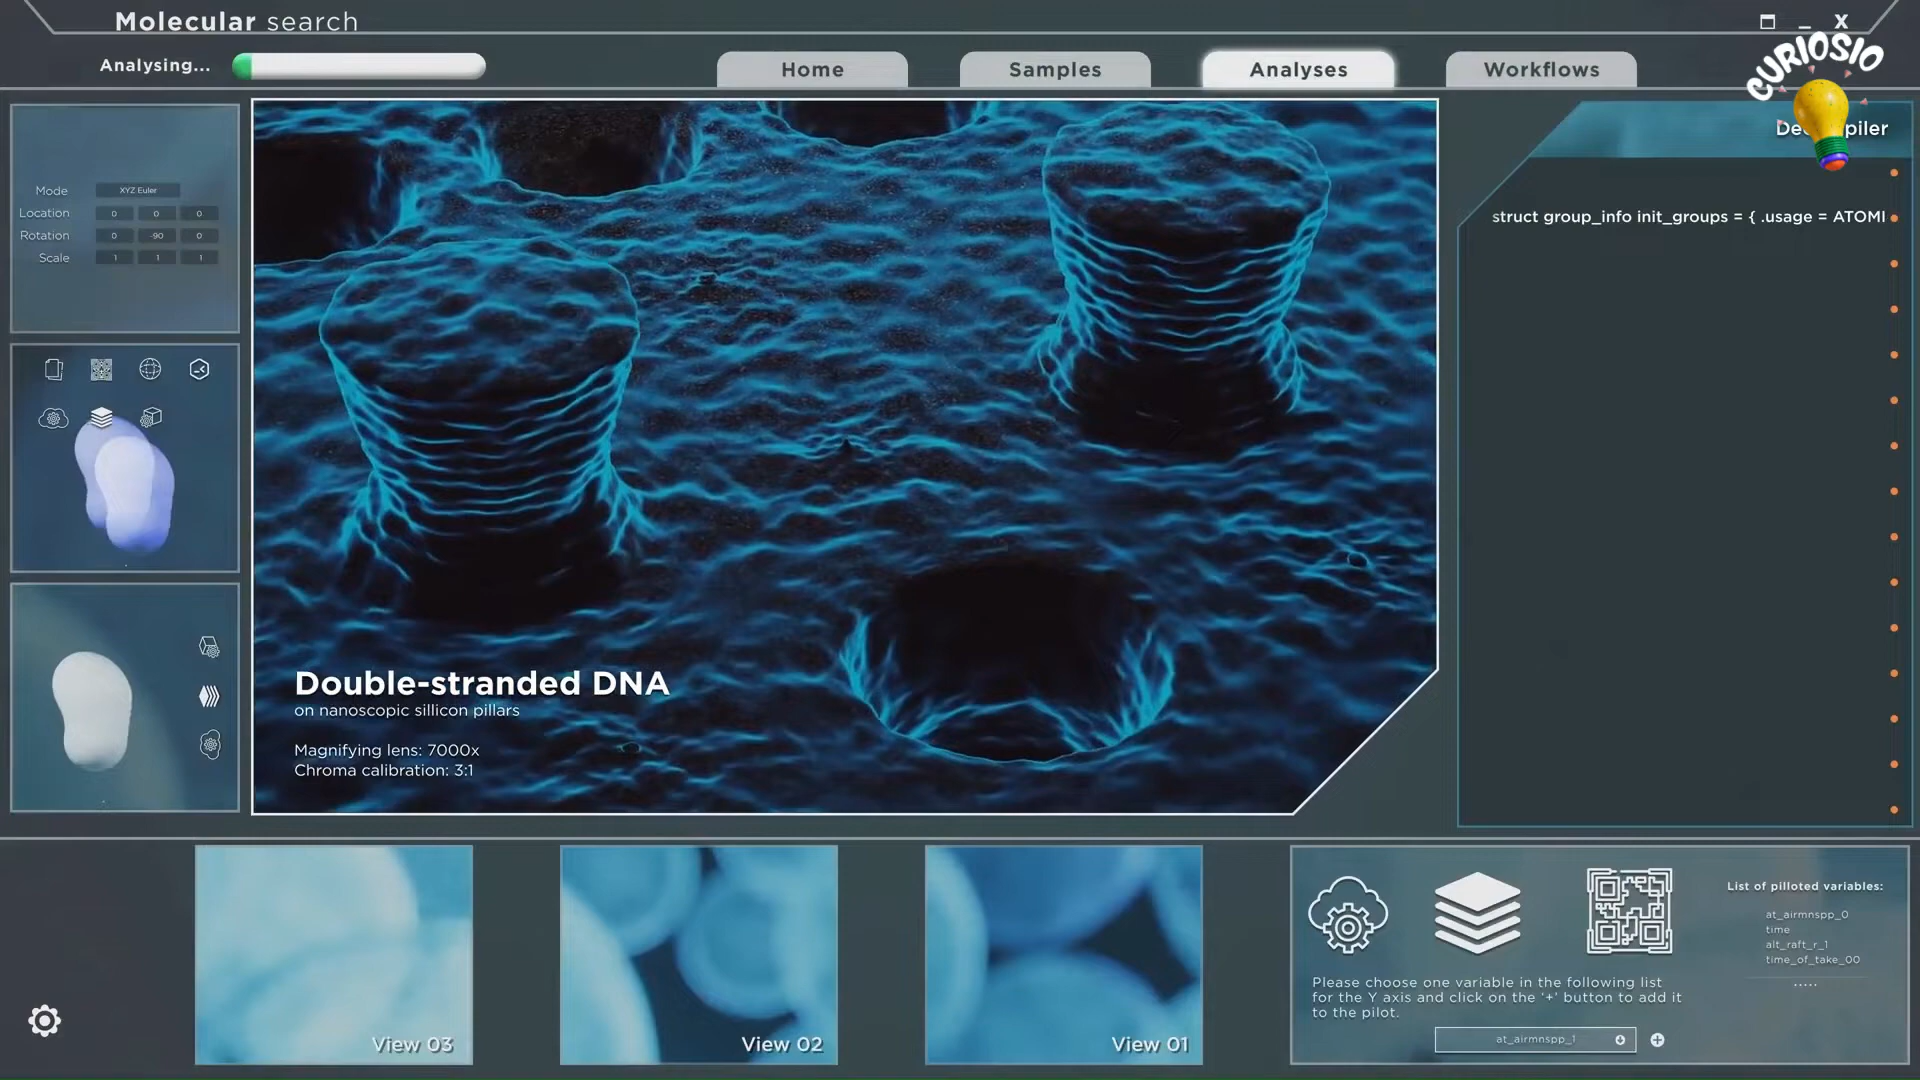 Molecular search
X
CURIOSIO
Analysing...
Home
Samples
Analyses
Workflows
Mode
XYZ Euler
Location
0 0 0
Rotation
0 -90 0
Scale
1 1 1
struct group_info init_groups = { .usage = ATOMI
Double-stranded DNA
on nanoscopic sillicon pillars
Magnifying lens: 7000x
Chroma calibration: 3:1
View 03
View 02
View 01
List of pilloted variables:
at_airmnspp_0
time
alt_raft_r_1
time_of_take_00
.....
Please choose one variable in the following list
for the Y axis and click on the '+' button to add it
to the pilot.
at_airmnspp_1